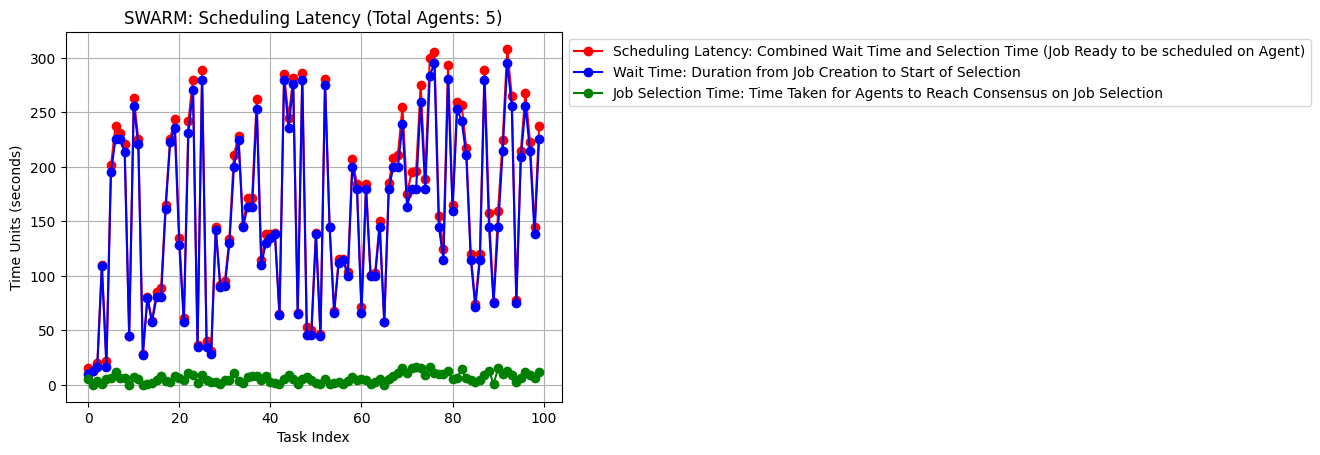 SWARM: Scheduling Latency (Total Agents: 5)
Scheduling Latency: Combined Wait Time and Selection Time (Job Ready to be scheduled on Agent)
Wait Time: Duration from Job Creation to Start of Selection
Job Selection Time: Time Taken for Agents to Reach Consensus on Job Selection
Time Units (seconds)
300
250
200
150
100
50
0
0 20 40 60 80 100
Task Index